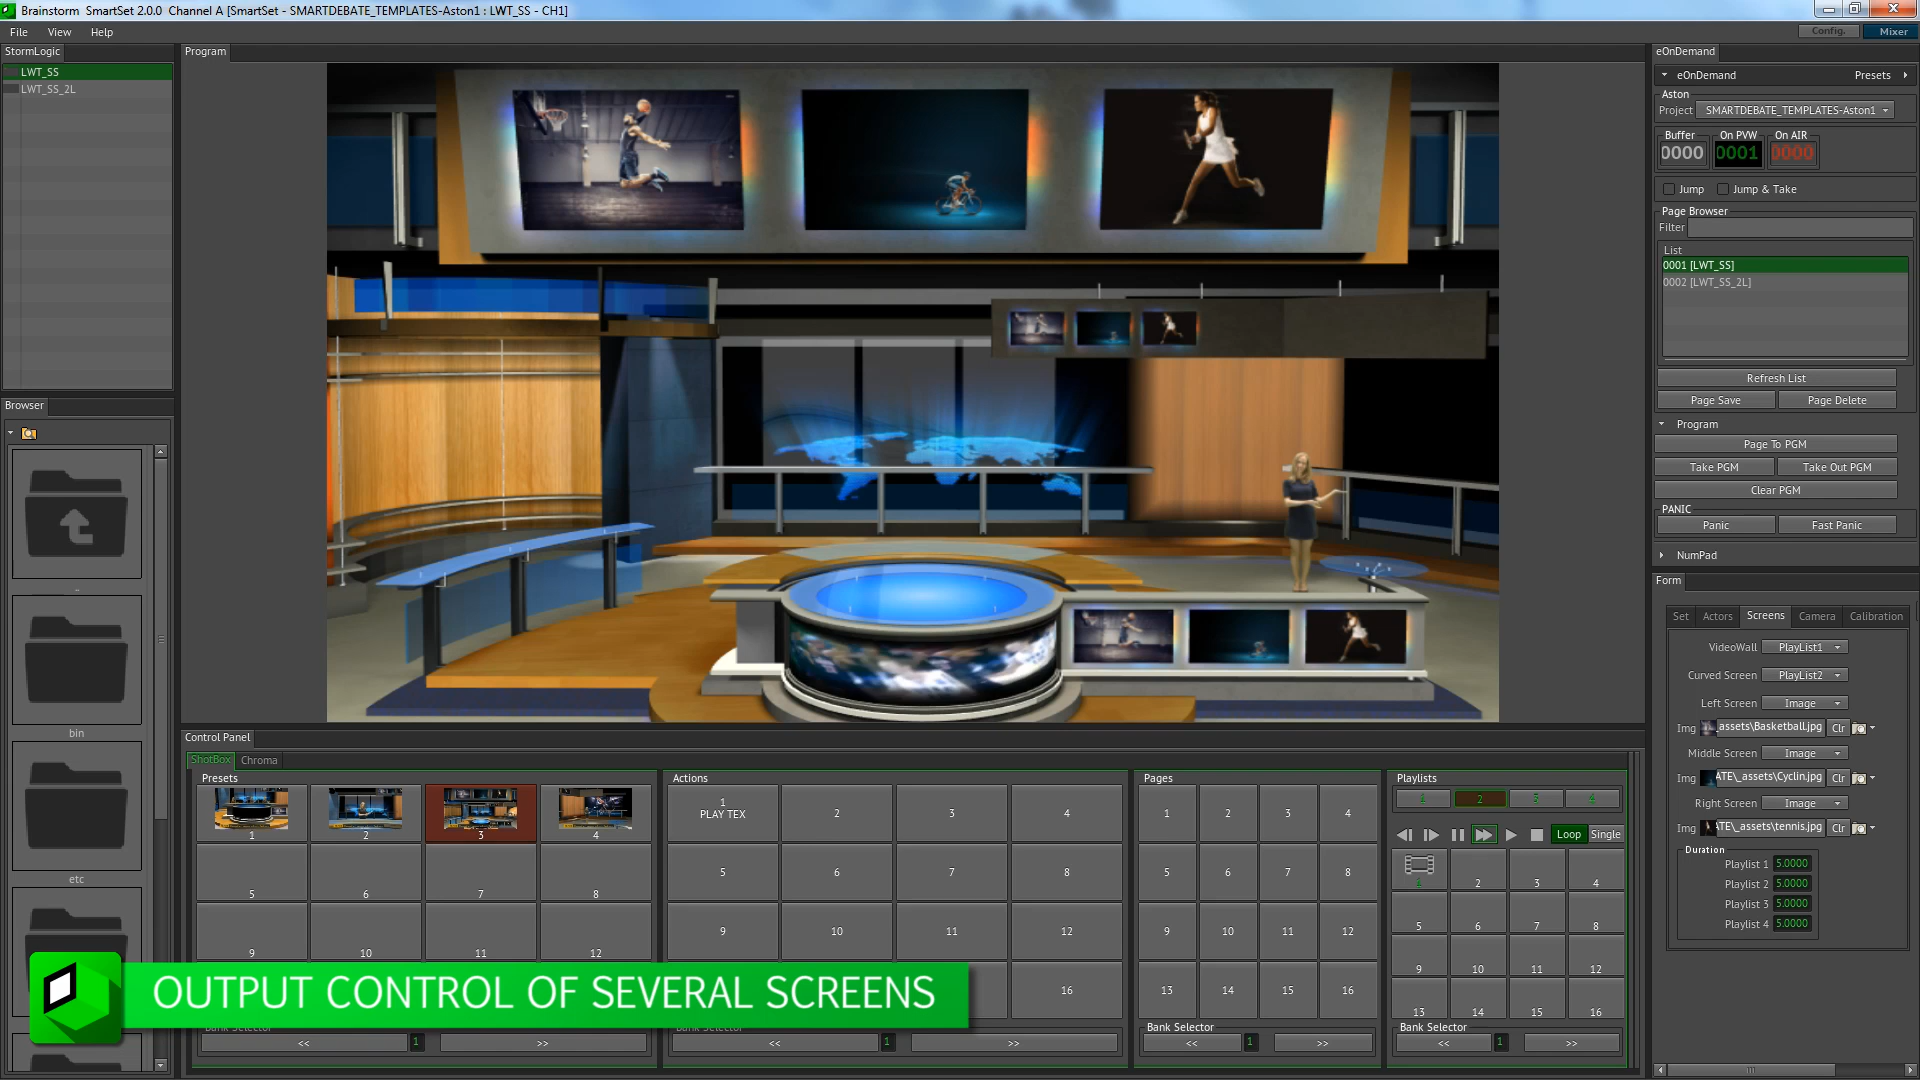 Brainstorm SmartSet 2.0.0 Channel A [SmartSet - SMARTDEBATE_TEMPLATES-Aston1 : LWT_SS - CH1]
File View Help
Config. Mixer
StormLogic
LWT_SS
LWT_SS_2L
Browser
..
bin
etc
Program
Control Panel
ShotBox Chroma
Presets
1 2 3 4
5 6 7 8
9 10 11 12
Bank Selector
<< 1 >>
Actions
1
PLAY TEX
2 3 4
5 6 7 8
9 10 11 12
16
Bank Selector
<< 1 >>
Pages
1 2 3 4
5 6 7 8
9 10 11 12
13 14 15 16
Bank Selector
<< 1 >>
Playlists
1 2 3 4
Loop Single
1 2 3 4
5 6 7 8
9 10 11 12
13 14 15 16
Bank Selector
<< 1 >>
OUTPUT CONTROL OF SEVERAL SCREENS
eOnDemand
eOnDemand Presets
Aston
Project SMARTDEBATE_TEMPLATES-Aston1
Buffer On PVW On AIR
0000 0001 0000
Jump Jump & Take
Page Browser
Filter
List
0001 [LWT_SS]
0002 [LWT_SS_2L]
Refresh List
Page Save Page Delete
Program
Page To PGM
Take PGM Take Out PGM
Clear PGM
PANIC
Panic Fast Panic
NumPad
Form
Set Actors Screens Camera Calibration
VideoWall PlayList1
Curved Screen PlayList2
Left Screen Image
Img assets\Basketball.jpg Clr
Middle Screen Image
Img ATE\_assets\Cyclin.jpg Clr
Right Screen Image
Img TE\_assets\tennis.jpg Clr
Duration
Playlist 1 5.0000
Playlist 2 5.0000
Playlist 3 5.0000
Playlist 4 5.0000